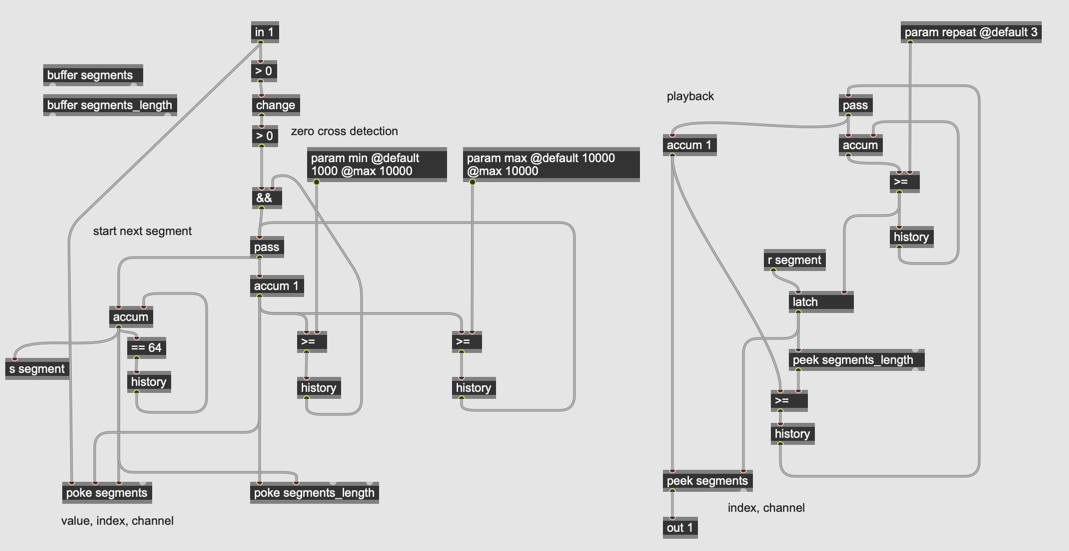 in 1
param repeat @default 3
buffer segments
> 0
playback
buffer segments_length
change
pass
> 0
zero cross detection
accum 1
accum
param min @default
1000 @max 10000
param max @default 10000
@max 10000
>=
&&
start next segment
pass
history
r segment
accum 1
latch
accum
>=
>=
== 64
s segment
peek segments_length
history
history
history
>=
history
poke segments
poke segments_length
peek segments
value, index, channel
index, channel
out 1